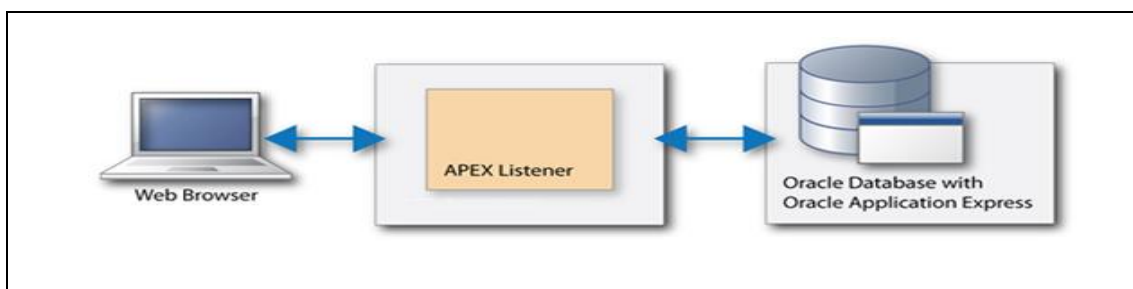 Web Browser
APEX Listener
Oracle Database with
Oracle Application Express